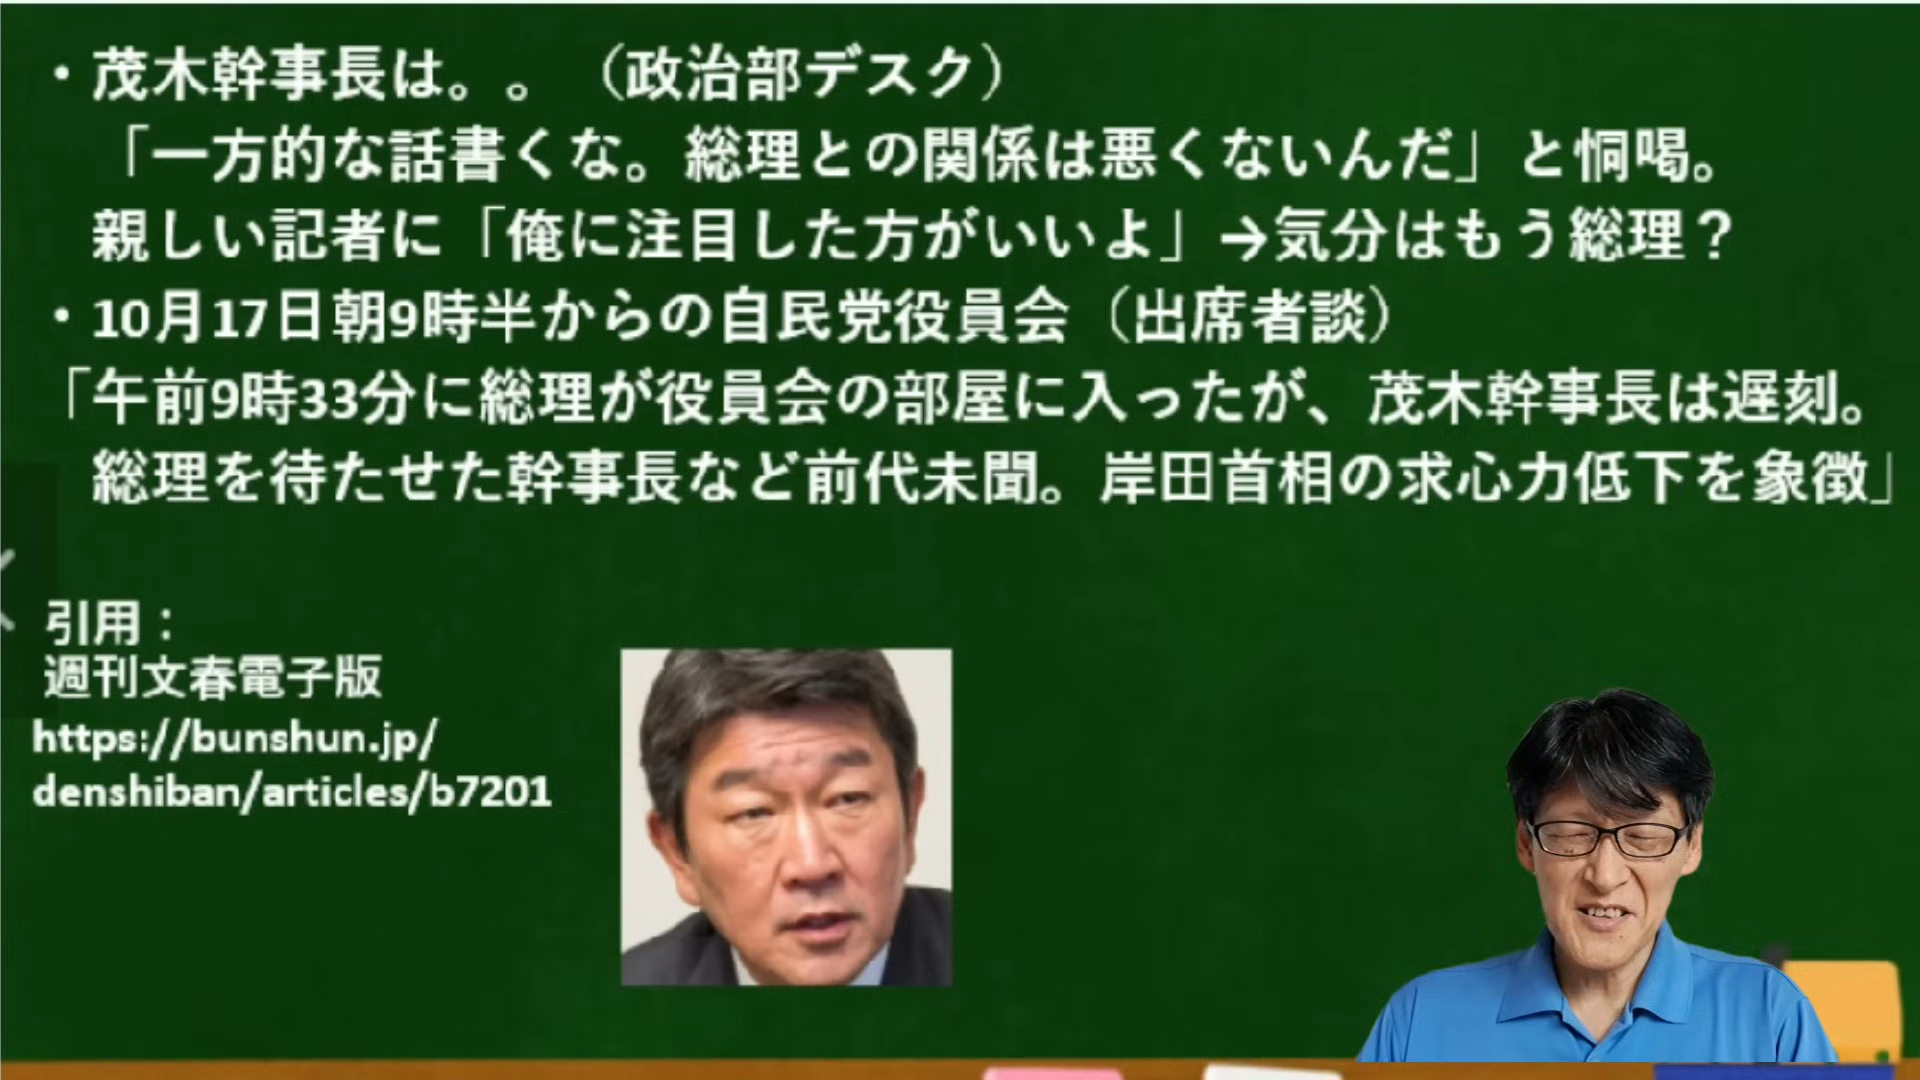 ・茂木幹事長は。。（政治部デスク）
「一方的な話書くな。総理との関係は悪くないんだ」と恫喝。
親しい記者に「俺に注目した方がいいよ」→気分はもう総理？
・10月17日朝9時半からの自民党役員会（出席者談）
「午前9時33分に総理が役員会の部屋に入ったが、茂木幹事長は遅刻。
総理を待たせた幹事長など前代未聞。岸田首相の求心力低下を象徴」
引用：
週刊文春電子版
https://bunshun.jp/
denshiban/articles/b7201